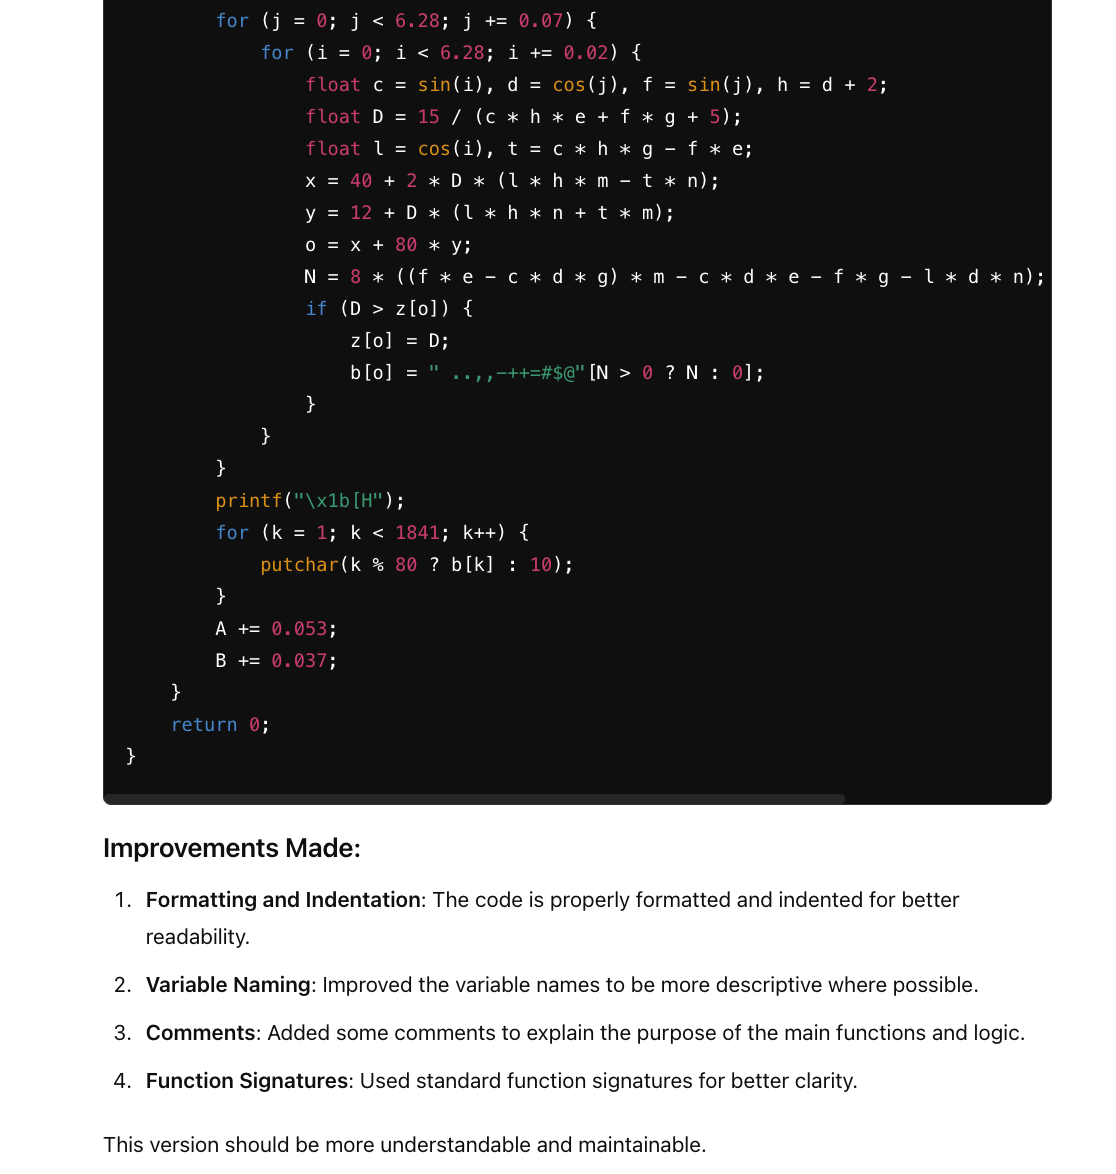 for (j = 0; j < 6.28; j += 0.07) {
for (i = 0; i < 6.28; i += 0.02) {
float c = sin(i), d = cos(j), f = sin(j), h = d + 2;
float D = 15 / (c * h * e + f * g + 5);
float l = cos(i), t = c * h * g - f * e;
x = 40 + 2 * D * (l * h * m - t * n);
y = 12 + D * (l * h * n + t * m);
o = x + 80 * y;
N = 8 * ((f * e - c * d * g) * m - c * d * e - f * g - l * d * n);
if (D > z[o]) {
z[o] = D;
b[o] = " ..,,-++=#$@"[N > 0 ? N : 0];
}
}
}
printf("\x1b[H");
for (k = 1; k < 1841; k++) {
putchar(k % 80 ? b[k] : 10);
}
A += 0.053;
B += 0.037;
}
return 0;
}
Improvements Made:
1. Formatting and Indentation: The code is properly formatted and indented for better
readability.
2. Variable Naming: Improved the variable names to be more descriptive where possible.
3. Comments: Added some comments to explain the purpose of the main functions and logic.
4. Function Signatures: Used standard function signatures for better clarity.
This version should be more understandable and maintainable.